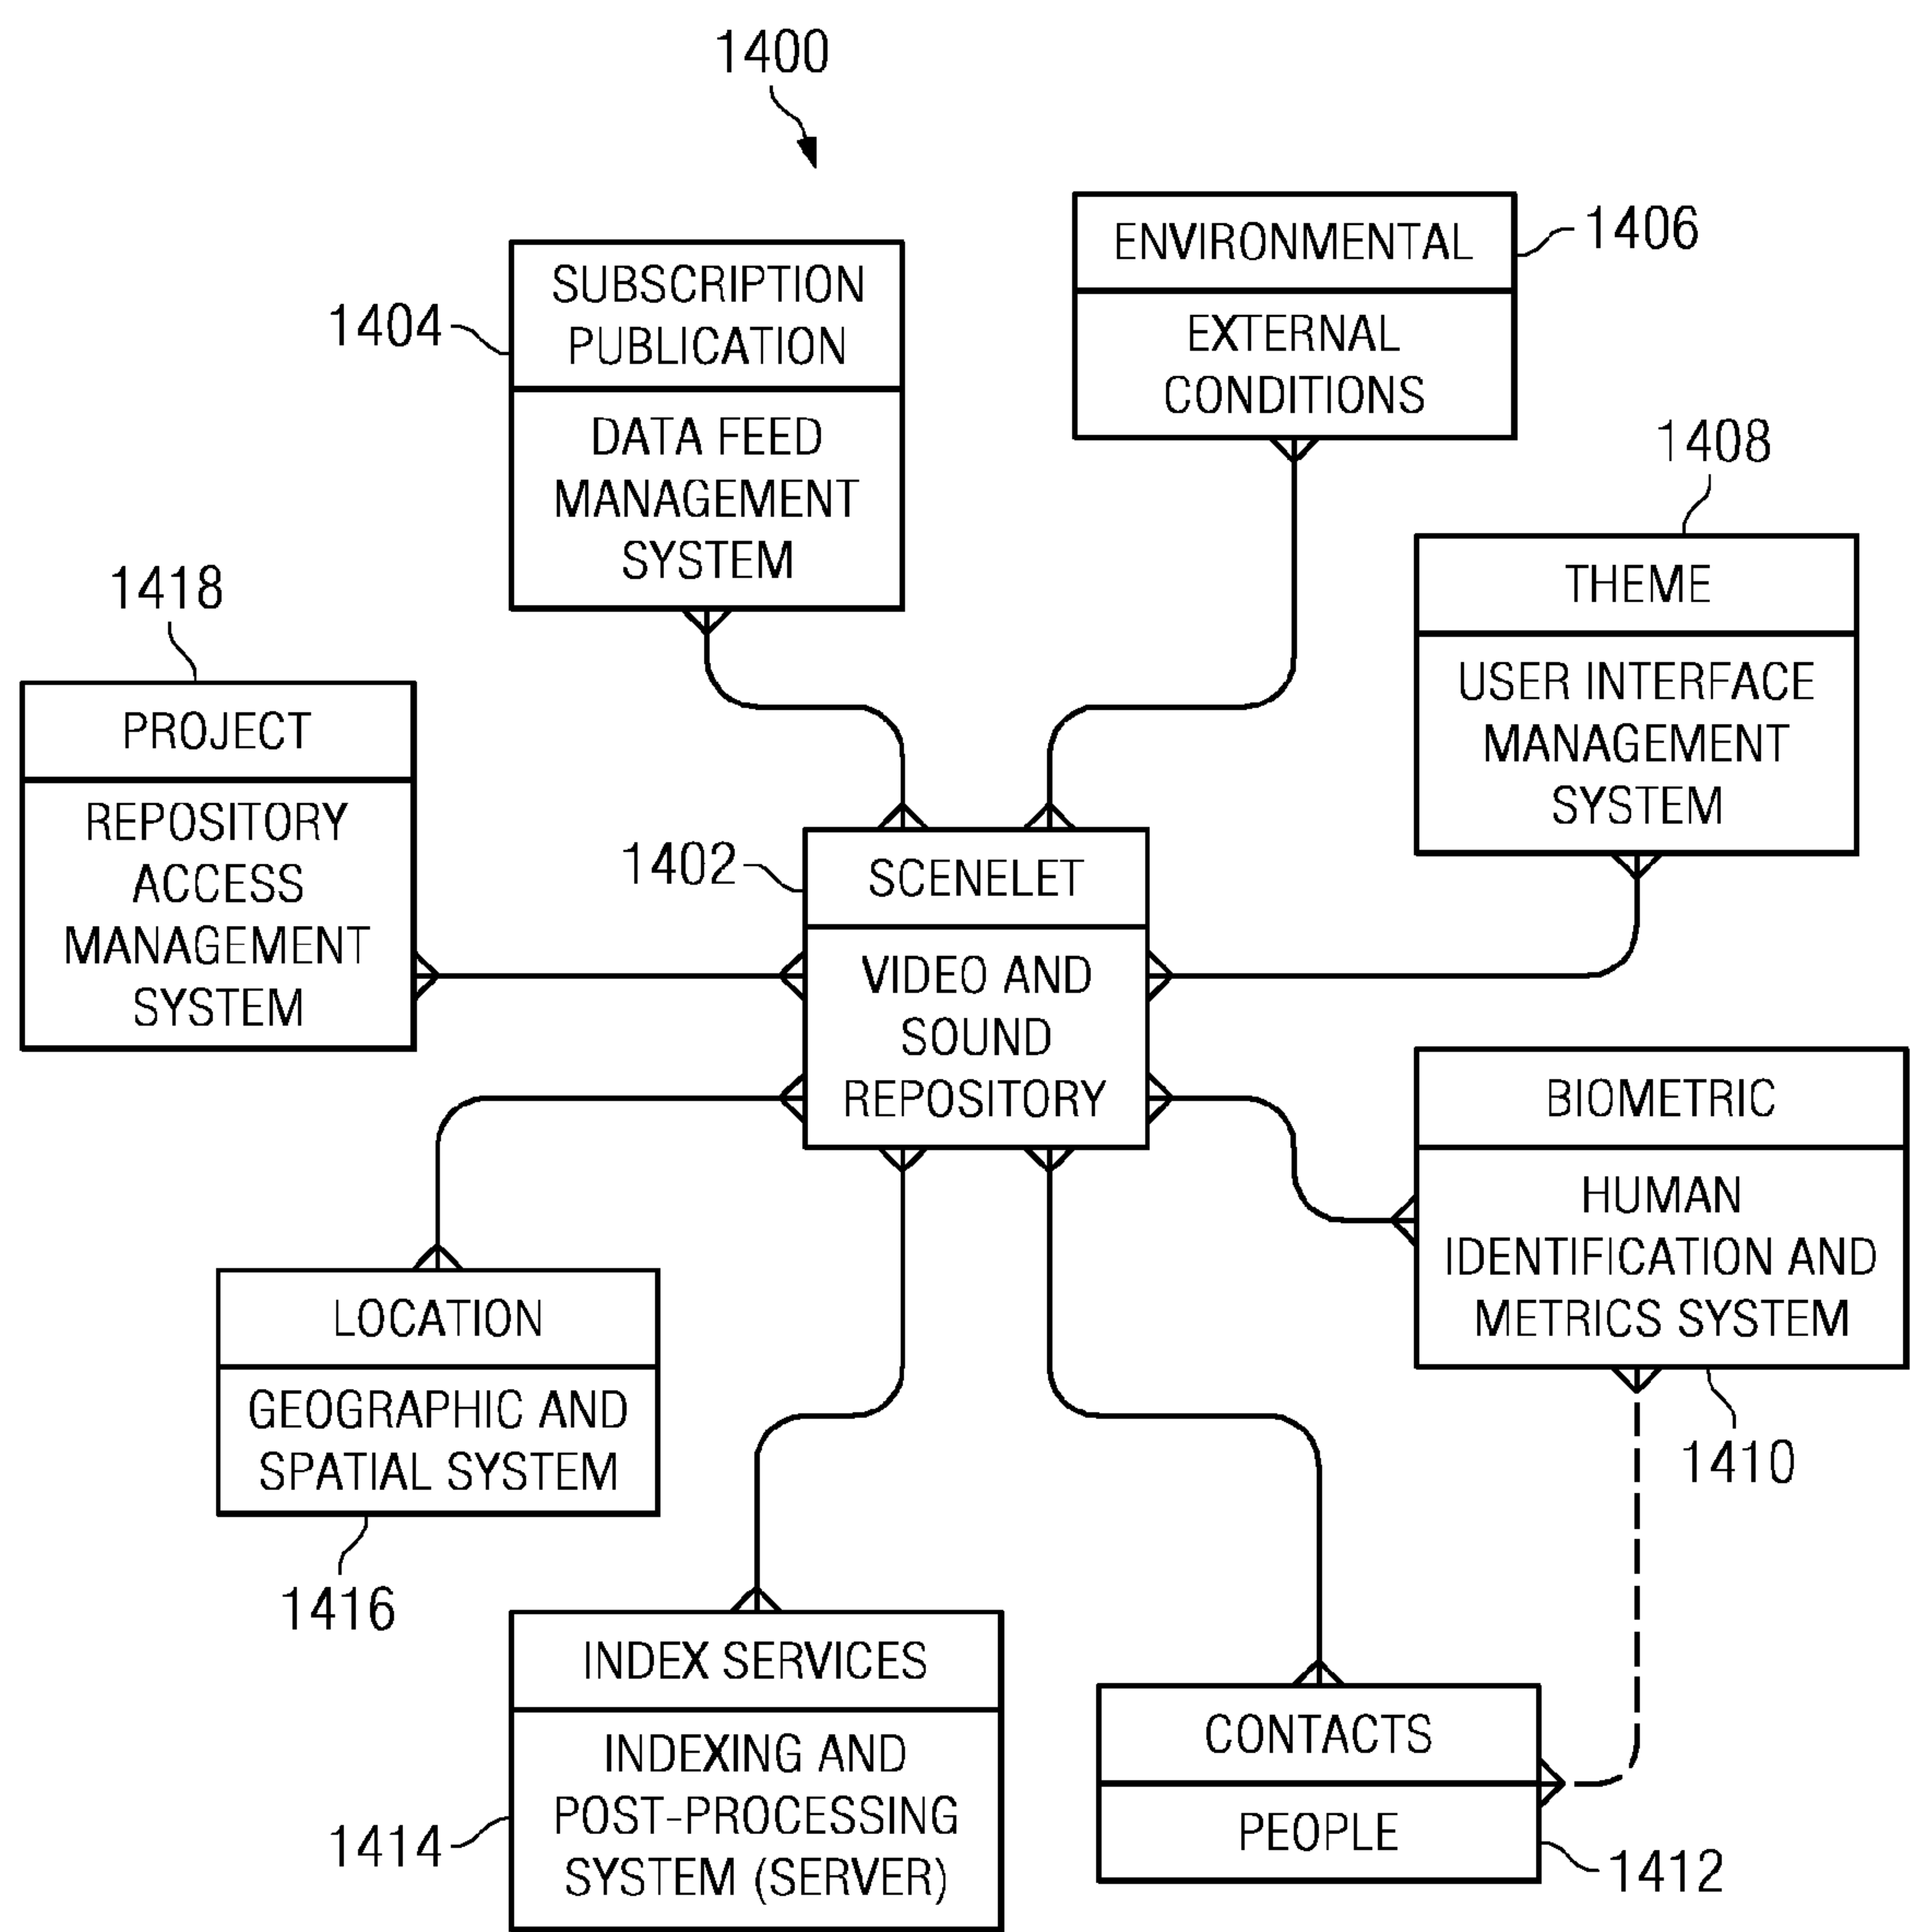 1400
ENVIRONMENTAL
1406
EXTERNAL
CONDITIONS
SUBSCRIPTION
PUBLICATION
1404
DATA FEED
MANAGEMENT
SYSTEM
1408
THEME
USER INTERFACE
MANAGEMENT
SYSTEM
1418
PROJECT
REPOSITORY
ACCESS
MANAGEMENT
SYSTEM
1402
SCENELET
VIDEO AND
SOUND
REPOSITORY
BIOMETRIC
HUMAN
IDENTIFICATION AND
METRICS SYSTEM
1410
LOCATION
GEOGRAPHIC AND
SPATIAL SYSTEM
1416
INDEX SERVICES
INDEXING AND
POST-PROCESSING
SYSTEM (SERVER)
1414
CONTACTS
PEOPLE
1412